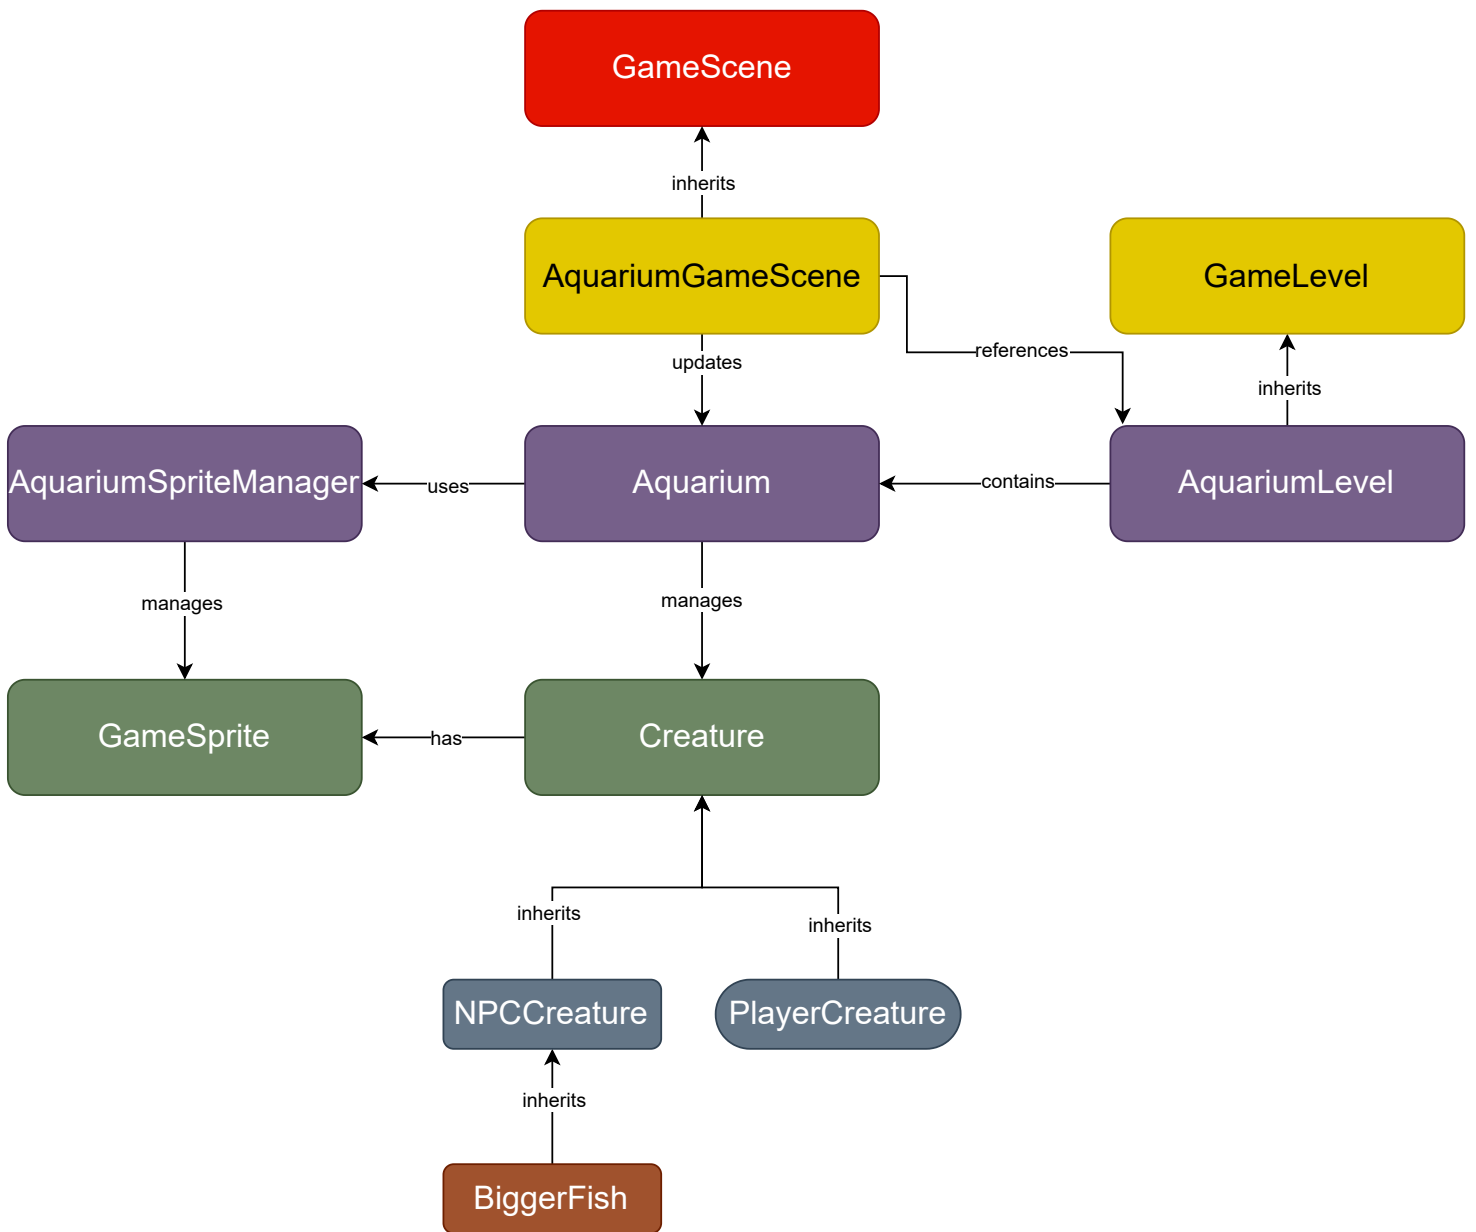 GameScene
inherits
AquariumGameScene
GameLevel
references
updates
inherits
AquariumSpriteManager
uses
Aquarium
contains
AquariumLevel
manages
manages
GameSprite
has
Creature
inherits
inherits
NPCCreature
PlayerCreature
inherits
BiggerFish